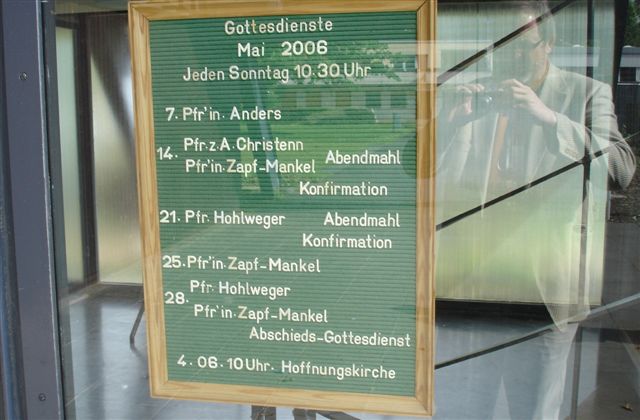 Gottesdienste
Mai 2006
Jeden Sonntag 10.30 Uhr
7. Pfr'in. Anders
14. Pfr.z.A. Christenn
Pfr'in.Zapf-Mankel Abendmahl
Konfirmation
21. Pfr. Hohlweger Abendmahl
Konfirmation
25. Pfr'in.Zapf-Mankel
28. Pfr. Hohlweger
Pfr'in.Zapf-Mankel
Abschieds-Gottesdienst
4.06.10Uhr. Hoffnungskirche